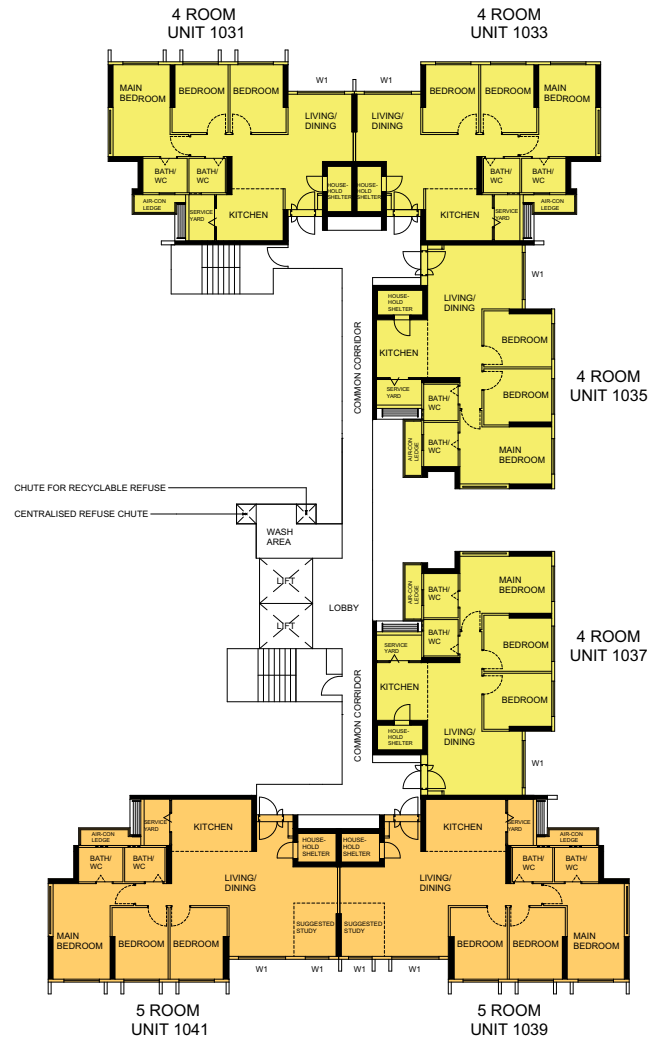 4 ROOM
UNIT 1031
4 ROOM
UNIT 1033
MAIN
BEDROOM
BEDROOM
BEDROOM
W1
W1
BEDROOM
BEDROOM
MAIN
BEDROOM
LIVING/
DINING
LIVING/
DINING
BATH/
WC
BATH/
WC
HOUSE-
HOLD
SHELTER
HOUSE-
HOLD
SHELTER
BATH/
WC
BATH/
WC
AIR-CON
LEDGE
SERVICE
YARD
KITCHEN
KITCHEN
SERVICE
YARD
AIR-CON
LEDGE
W1
HOUSE-
HOLD
SHELTER
LIVING/
DINING
COMMON CORRIDOR
KITCHEN
BEDROOM
4 ROOM
UNIT 1035
SERVICE
YARD
BATH/
WC
BEDROOM
AIR-CON
LEDGE
BATH/
WC
MAIN
BEDROOM
CHUTE FOR RECYCLABLE REFUSE
CENTRALISED REFUSE CHUTE
WASH
AREA
LIFT
LIFT
LOBBY
AIR-CON
LEDGE
BATH/
WC
MAIN
BEDROOM
BATH/
WC
SERVICE
YARD
BEDROOM
4 ROOM
UNIT 1037
KITCHEN
BEDROOM
COMMON CORRIDOR
HOUSE-
HOLD
SHELTER
LIVING/
DINING
W1
AIR-CON
LEDGE
SERVICE
YARD
KITCHEN
HOUSE-
HOLD
SHELTER
HOUSE-
HOLD
SHELTER
KITCHEN
SERVICE
YARD
AIR-CON
LEDGE
BATH/
WC
BATH/
WC
LIVING/
DINING
LIVING/
DINING
BATH/
WC
BATH/
WC
MAIN
BEDROOM
BEDROOM
BEDROOM
SUGGESTED
STUDY
SUGGESTED
STUDY
BEDROOM
BEDROOM
MAIN
BEDROOM
W1
W1
W1
W1
5 ROOM
UNIT 1041
5 ROOM
UNIT 1039